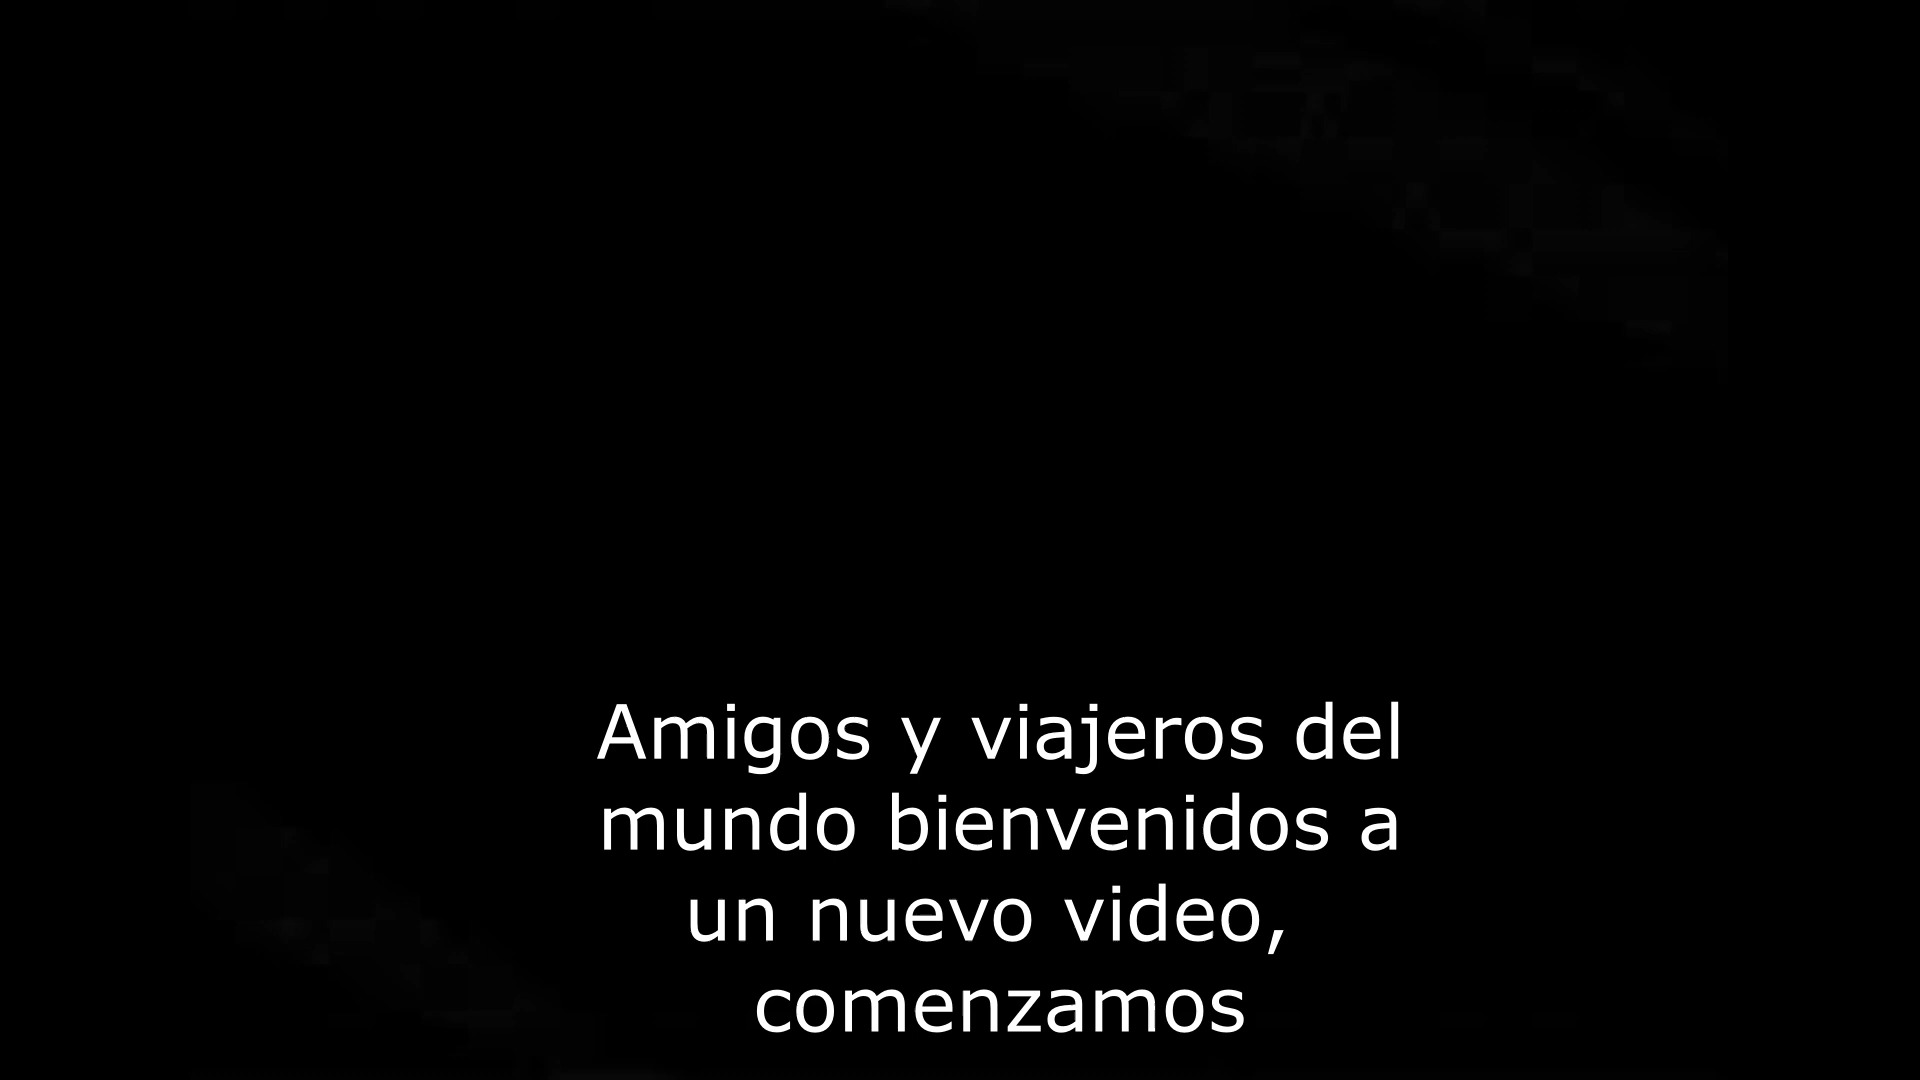 Amigos y viajeros del
mundo bienvenidos a
un nuevo video,
comenzamos